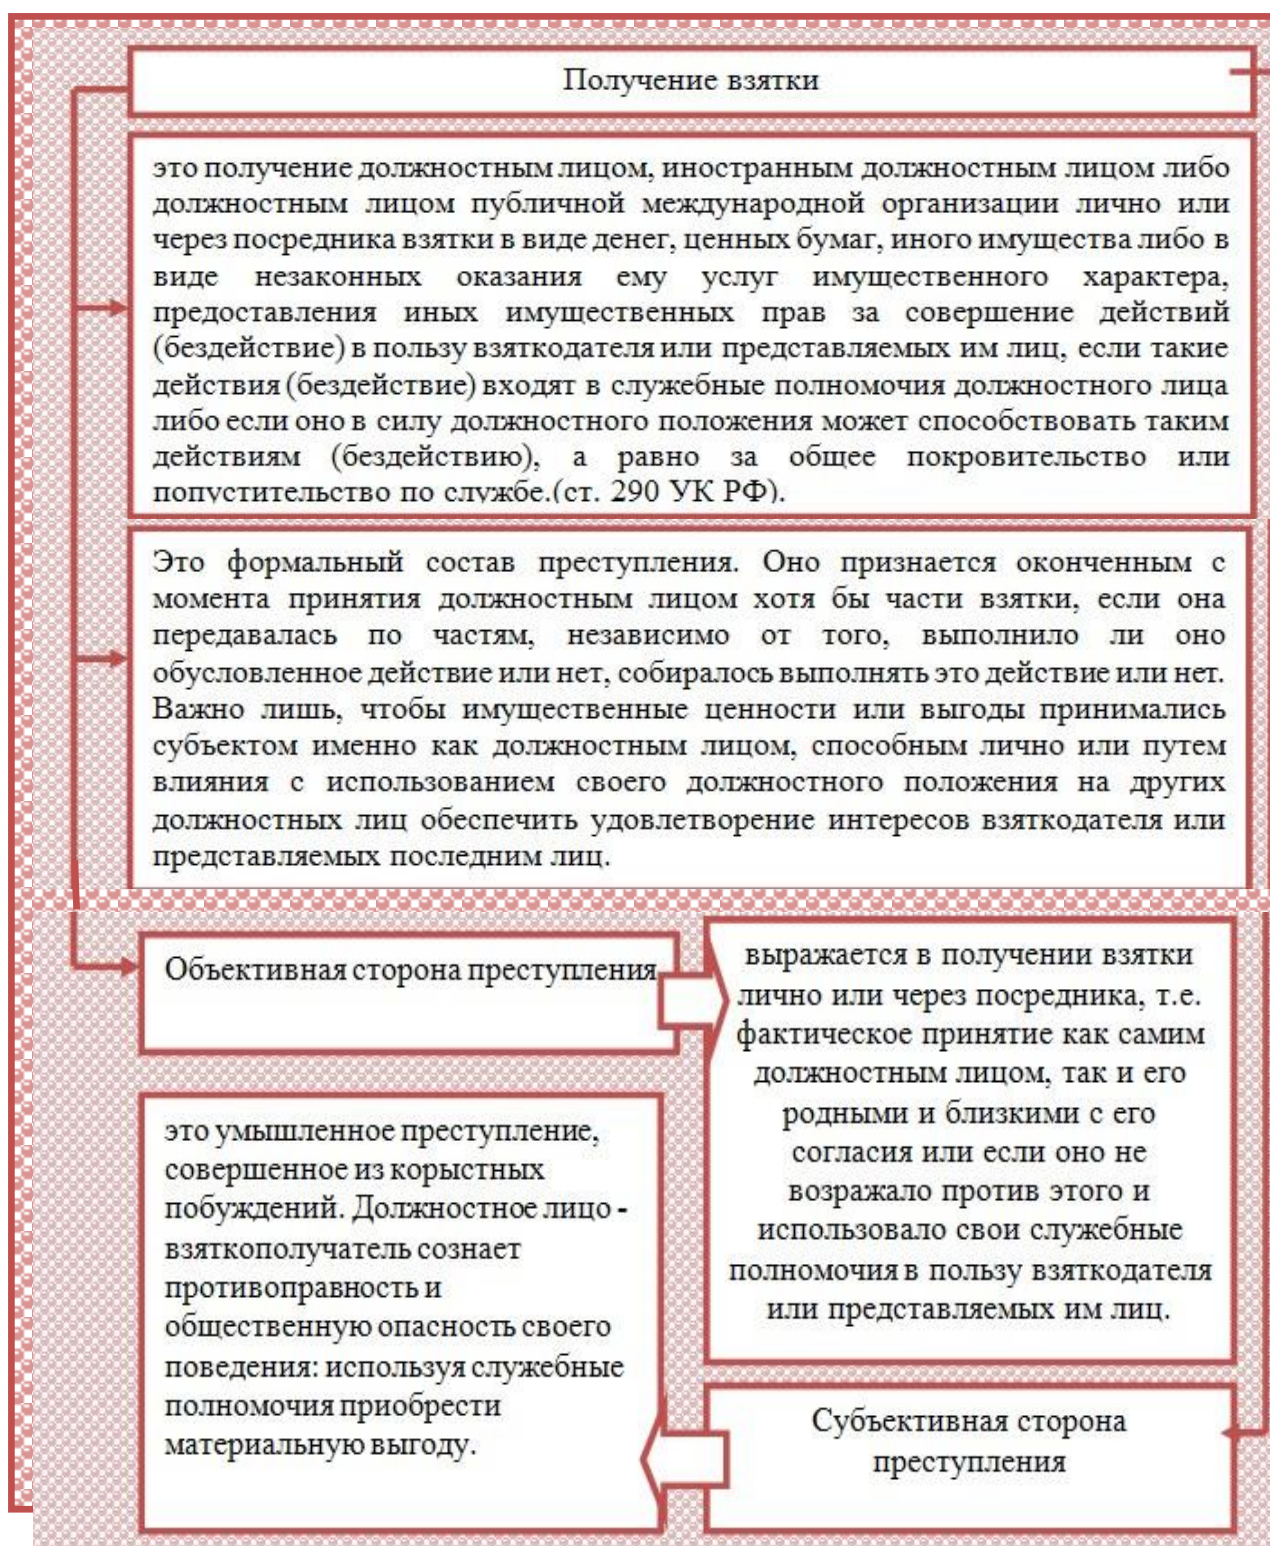 Получение взятки
это получение должностным лицом, иностранным должностным лицом либо
должностным лицом публичной международной организации лично или
через посредника взятки в виде денег, ценных бумаг, иного имущества либо в
виде незаконных оказания ему услуг имущественного характера,
предоставления иных имущественных прав за совершение действий
(бездействие) в пользу взяткодателя или представляемых им лиц, если такие
действия (бездействие) входят в служебные полномочия должностного лица
либо если оно в силу должностного положения может способствовать таким
действиям (бездействию), а равно за общее покровительство или
попустительство по службе.(ст. 290 УК РФ).
Это формальный состав преступления. Оно признается оконченным с
момента принятия должностным лицом хотя бы части взятки, если она
передавалась по частям, независимо от того, выполнило ли оно
обусловленное действие или нет, собиралось выполнять это действие или нет.
Важно лишь, чтобы имущественные ценности или выгоды принимались
субъектом именно как должностным лицом, способным лично или путем
влияния с использованием своего должностного положения на других
должностных лиц обеспечить удовлетворение интересов взяткодателя или
представляемых последним лиц.
Объективная сторона преступления
выражается в получении взятки
лично или через посредника, т.е.
фактическое принятие как самим
должностным лицом, так и его
родными и близкими с его
согласия или если оно не
возражало против этого и
использовало свои служебные
полномочия в пользу взяткодателя
или представляемых им лиц.
Субъективная сторона
преступления
это умышленное преступление,
совершенное из корыстных
побуждений. Должностное лицо -
взяткополучатель сознает
противоправность и
общественную опасность своего
поведения: используя служебные
полномочия приобрести
материальную выгоду.